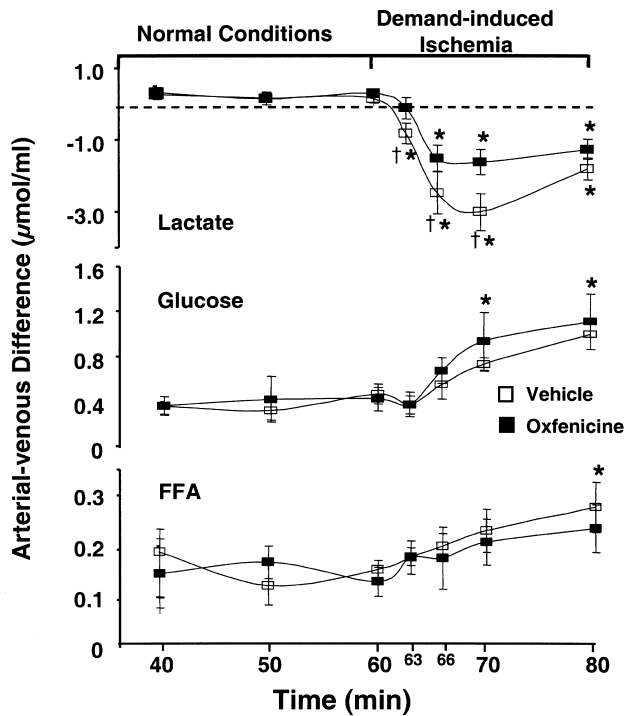 Normal Conditions
Demand-induced
Ischemia
Arterial-venous Difference (µmol/ml)
1.0
-1.0
† *
* * *
-3.0
† * † *
*
Lactate
1.6
Glucose
* *
1.2
0.8
0.4
0
Vehicle
Oxfenicine
FFA
*
0.3
0.2
0.1
0
40 50 60 63 66 70 80
Time (min)